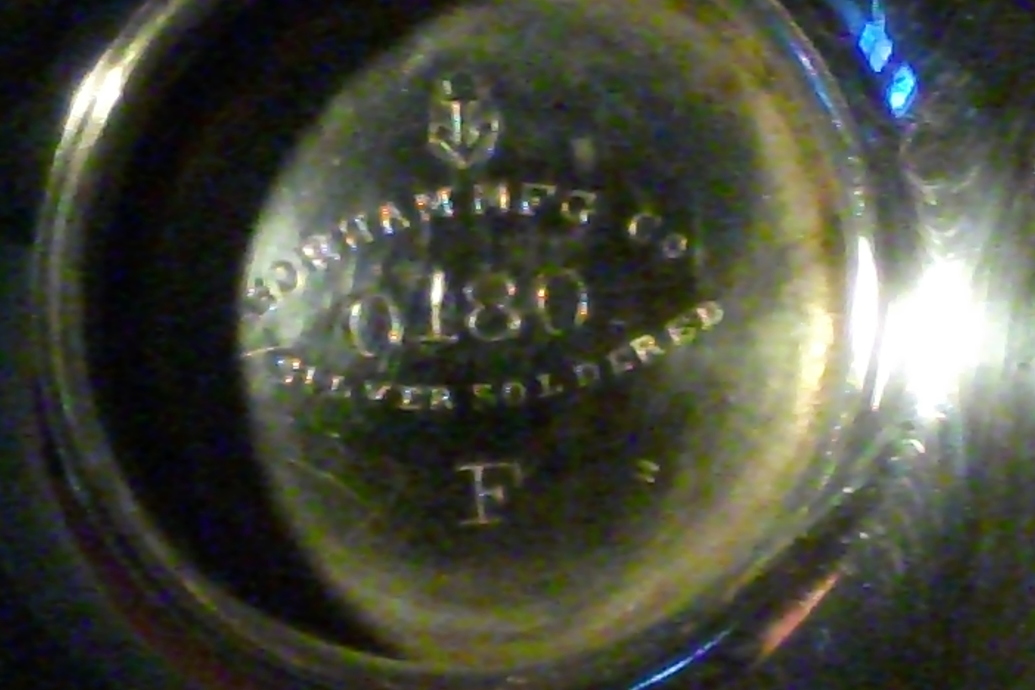 GORHAM MFG CO
0180
SILVER SOLDERED
F